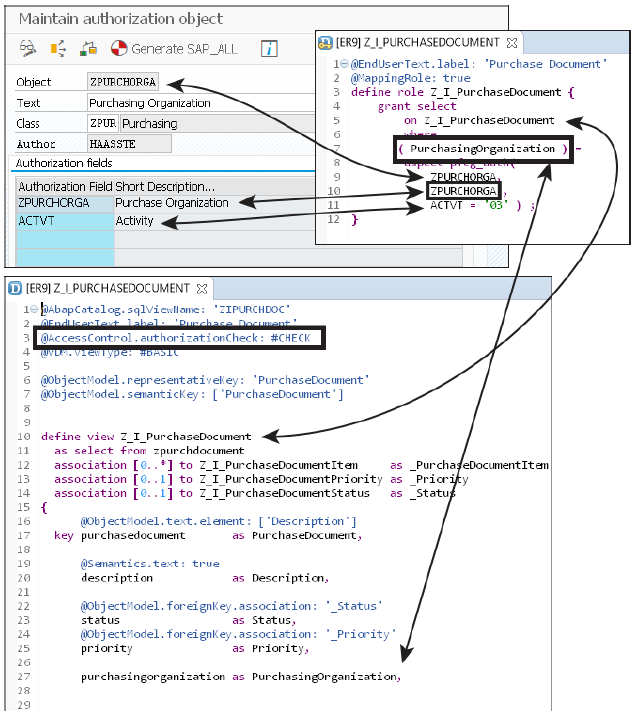 Maintain authorization object
Generate SAP_ALL
Object ZPURCHORGA
Text Purchasing Organization
Class ZPUR Purchasing
Author HAASSTE
Authorization fields
Authorization Field Short Description...
ZPURCHORGA Purchase Organization
ACTVT Activity
[ER9] Z_I_PURCHASEDOCUMENT
1 @EndUserText.label: 'Purchase Document'
2 @MappingRole: true
3 define role Z_I_PurchaseDocument {
4 grant select
5 on Z_I_PurchaseDocument
6 where
7 ( PurchasingOrganization ) =
8 aspect pfcg_auth(
9 ZPURCHORGA,
10 ZPURCHORGA,
11 ACTVT = '03' ) ;
12 }
[ER9] Z_I_PURCHASEDOCUMENT
1 @AbapCatalog.sqlViewName: 'ZIPURCHDOC'
2 @EndUserText.label: 'Purchase Document'
3 @AccessControl.authorizationCheck: #CHECK
4 @VDM.viewType: #BASIC
5
6 @ObjectModel.representativeKey: 'PurchaseDocument'
7 @ObjectModel.semanticKey: ['PurchaseDocument']
8
9
10 define view Z_I_PurchaseDocument
11 as select from zpurchdocument
12 association [0..*] to Z_I_PurchaseDocumentItem as _PurchaseDocumentItem
13 association [0..1] to Z_I_PurchaseDocumentPriority as _Priority
14 association [0..1] to Z_I_PurchaseDocumentStatus as _Status
15 {
16 @ObjectModel.text.element: ['Description']
17 key purchasedocument as PurchaseDocument,
18
19 @Semantics.text: true
20 description as Description,
21
22 @ObjectModel.foreignKey.association: '_Status'
23 status as Status,
24 @ObjectModel.foreignKey.association: '_Priority'
25 priority as Priority,
26
27 purchasingorganization as PurchasingOrganization,
28
29